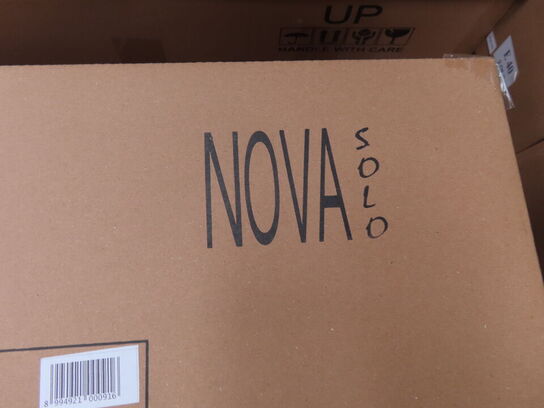 UP
HANDLE WITH CARE
NOVA
SOLO
8 994921 000916